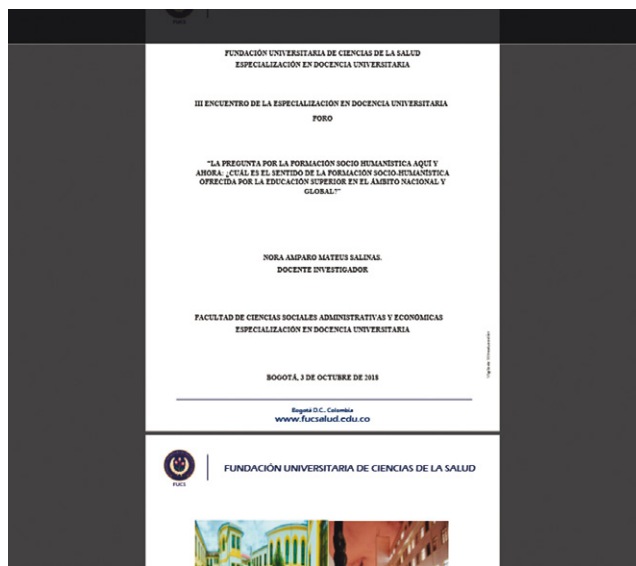 FUCS
FUNDACIÓN UNIVERSITARIA DE CIENCIAS DE LA SALUD
ESPECIALIZACIÓN EN DOCENCIA UNIVERSITARIA
III ENCUENTRO DE LA ESPECIALIZACIÓN EN DOCENCIA UNIVERSITARIA
FORO
"LA PREGUNTA POR LA FORMACIÓN SOCIO HUMANÍSTICA AQUÍ Y
AHORA: ¿CUÁL ES EL SENTIDO DE LA FORMACIÓN SOCIO-HUMANÍSTICA
OFRECIDA POR LA EDUCACIÓN SUPERIOR EN EL ÁMBITO NACIONAL Y
GLOBAL?"
NORA AMPARO MATEUS SALINAS.
DOCENTE INVESTIGADOR
FACULTAD DE CIENCIAS SOCIALES ADMINISTRATIVAS Y ECONÓMICAS
ESPECIALIZACIÓN EN DOCENCIA UNIVERSITARIA
BOGOTÁ, 3 DE OCTUBRE DE 2018
Bogotá D.C. Colombia
www.fucsalud.edu.co
FUCS
FUNDACIÓN UNIVERSITARIA DE CIENCIAS DE LA SALUD